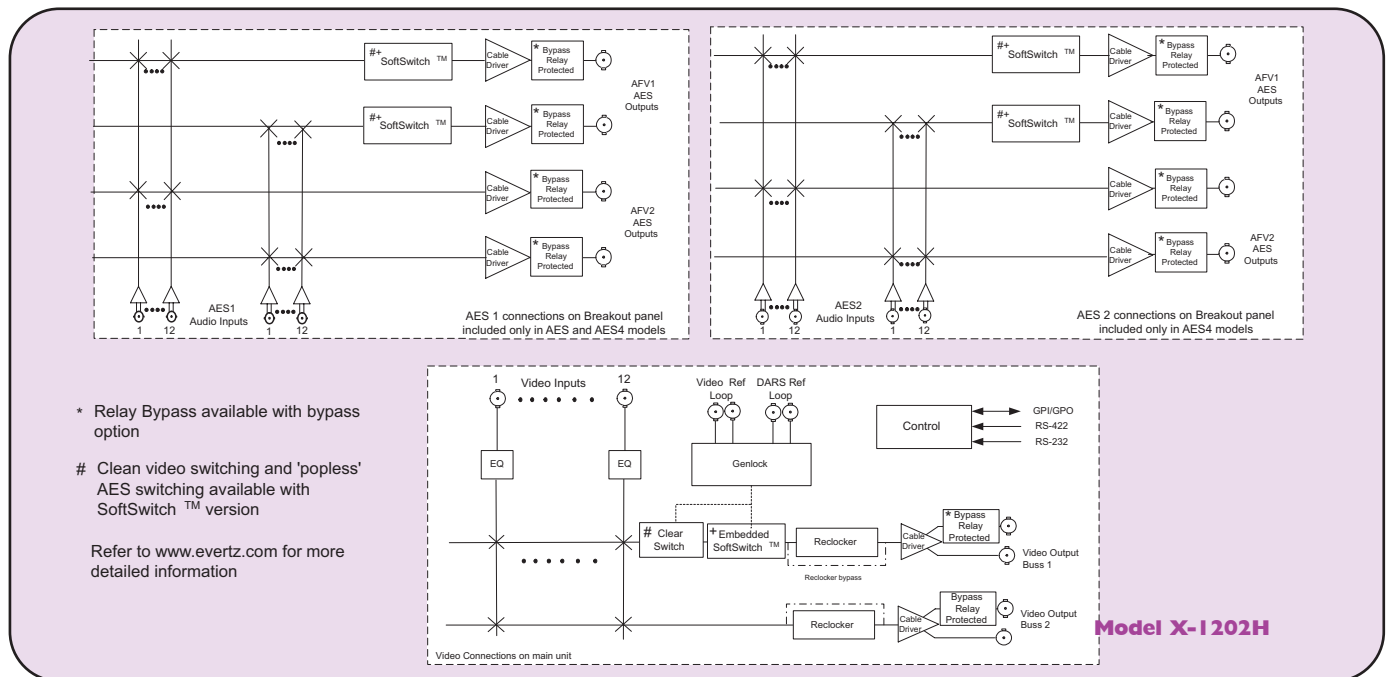 #+
SoftSwitch TM
Cable
Driver
* Bypass
Relay
Protected
AFV1
AES
Outputs
#+
SoftSwitch TM
Cable
Driver
* Bypass
Relay
Protected
Cable
Driver
* Bypass
Relay
Protected
AFV2
AES
Outputs
Cable
Driver
* Bypass
Relay
Protected
AES1
Audio Inputs
1 12 1 12
AES 1 connections on Breakout panel
included only in AES and AES4 models
#+
SoftSwitch TM
Cable
Driver
* Bypass
Relay
Protected
AFV1
AES
Outputs
#+
SoftSwitch TM
Cable
Driver
* Bypass
Relay
Protected
Cable
Driver
* Bypass
Relay
Protected
AFV2
AES
Outputs
Cable
Driver
* Bypass
Relay
Protected
AES2
Audio Inputs
1 12 1 12
AES 2 connections on Breakout panel
included only in AES4 models
* Relay Bypass available with bypass
option
# Clean video switching and 'popless'
AES switching available with
SoftSwitch TM version
Refer to www.evertz.com for more
detailed information
1 Video Inputs 12
Video Ref
Loop
DARS Ref
Loop
EQ
EQ
Genlock
Control
GPI/GPO
RS-422
RS-232
# Clear
Switch
+ Embedded
SoftSwitch TM
Reclocker
Reclocker bypass
Cable
Driver
* Bypass
Relay
Protected
Video Output
Buss 1
Reclocker
Cable
Driver
Bypass
Relay
Protected
Video Output
Buss 2
Video Connections on main unit
Model X-1202H